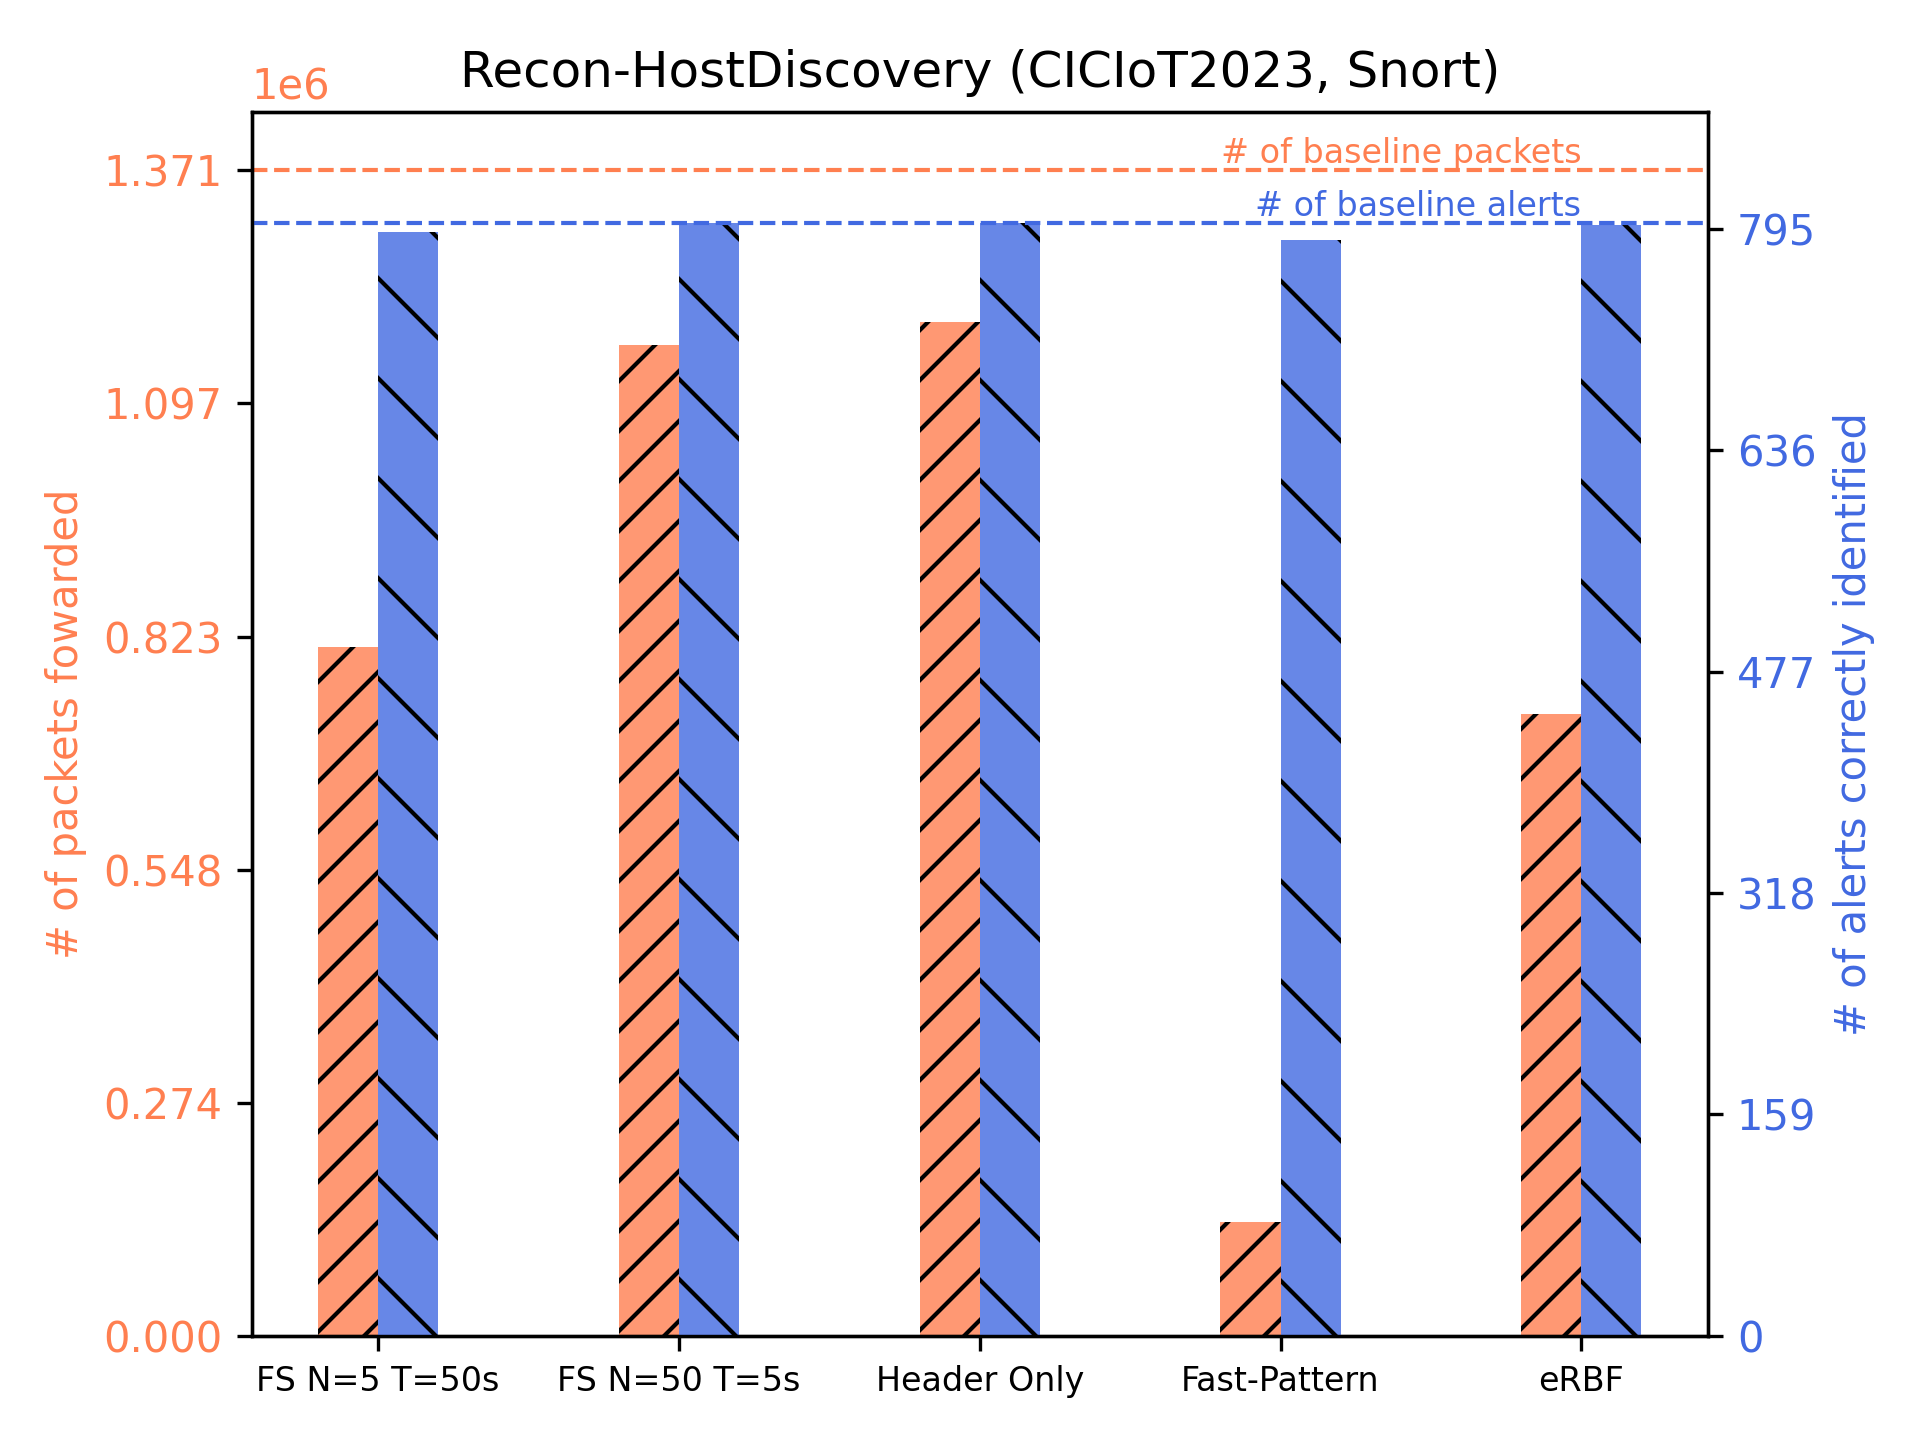 Recon-HostDiscovery (CICIoT2023, Snort)
1e6
# of baseline packets
# of baseline alerts
1.371
1.097
0.823
0.548
0.274
0.000
# of packets fowarded
795
636
477
318
159
0
# of alerts correctly identified
FS N=5 T=50s
FS N=50 T=5s
Header Only
Fast-Pattern
eRBF